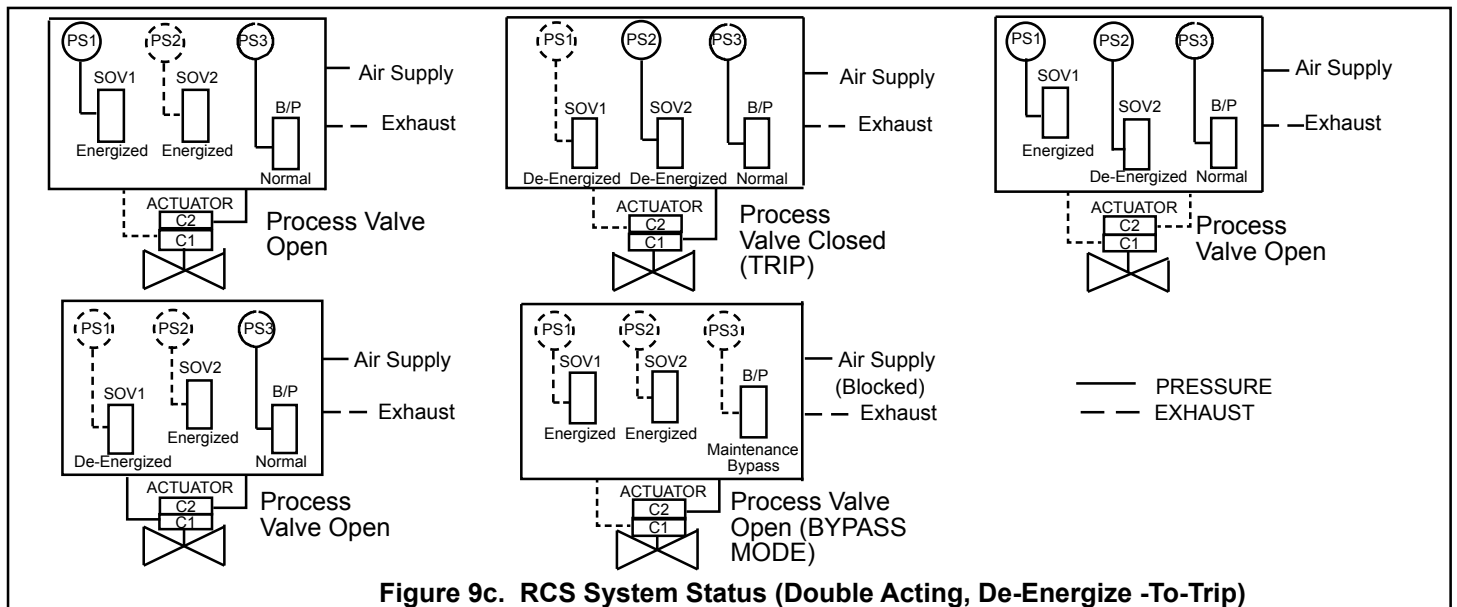 PS1 PS2 PS3
SOV1 SOV2 B/P
Energized Energized Normal
Air Supply
Exhaust
ACTUATOR
C2
C1
Process Valve
Open
PS1 PS2 PS3
SOV1 SOV2 B/P
De-Energized De-Energized Normal
Air Supply
Exhaust
ACTUATOR
C2
C1
Process
Valve Closed
(TRIP)
PS1 PS2 PS3
SOV1 SOV2 B/P
Energized De-Energized Normal
Air Supply
Exhaust
ACTUATOR
C2
C1
Process
Valve Open
PS1 PS2 PS3
SOV1 SOV2 B/P
De-Energized Energized Normal
Air Supply
Exhaust
ACTUATOR
C2
C1
Process
Valve Open
PS1 PS2 PS3
SOV1 SOV2 B/P
Energized Energized Maintenance
Bypass
Air Supply
(Blocked)
Exhaust
ACTUATOR
C2
C1
Process Valve
Open (BYPASS
MODE)
PRESSURE
EXHAUST
Figure 9c. RCS System Status (Double Acting, De-Energize -To-Trip)